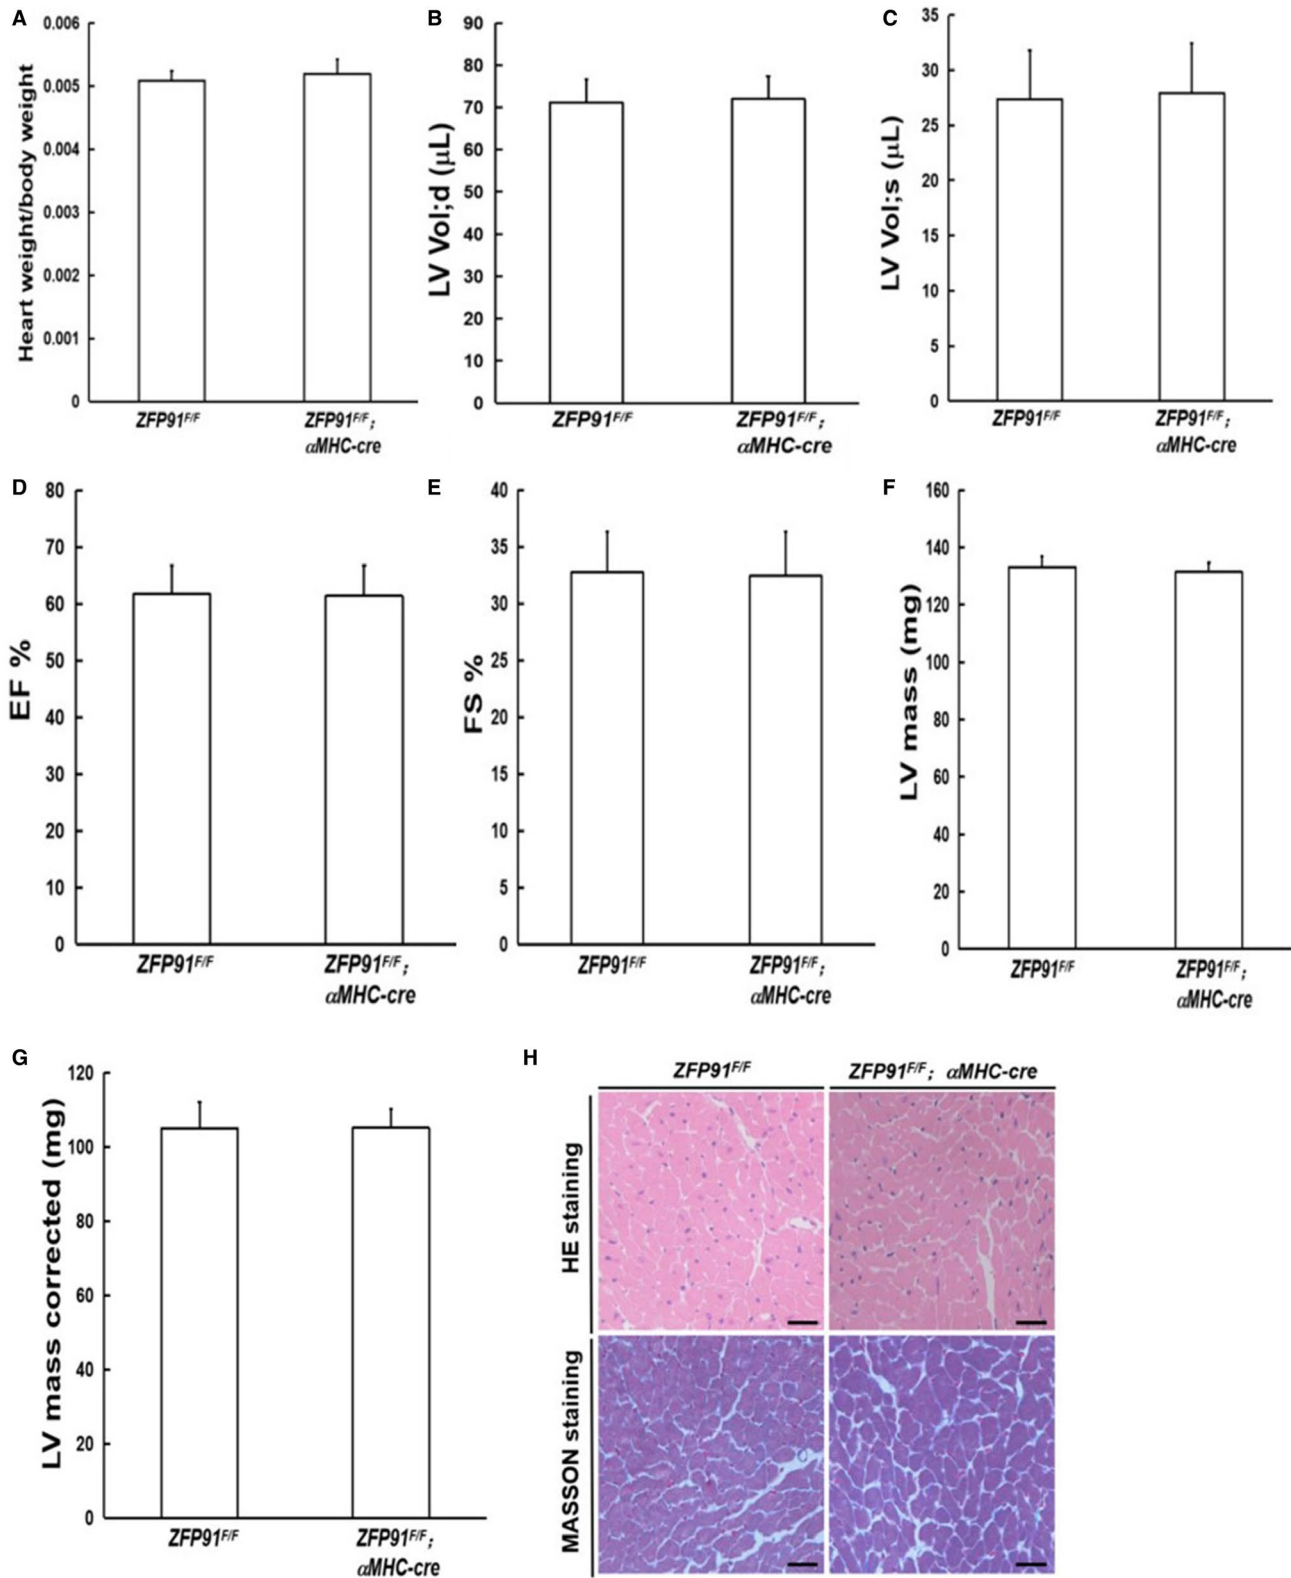 A
Heart weight/body weight
0.006
0.005
0.004
0.003
0.002
0.001
0
ZFP91F/F
ZFP91F/F;
αMHC-cre
B
LV Vol;d (μL)
90
80
70
60
50
40
30
20
10
0
ZFP91F/F
ZFP91F/F;
αMHC-cre
C
LV Vol;s (μL)
35
30
25
20
15
10
5
0
ZFP91F/F
ZFP91F/F;
αMHC-cre
D
EF %
80
70
60
50
40
30
20
10
0
ZFP91F/F
ZFP91F/F;
αMHC-cre
E
FS %
40
35
30
25
20
15
10
5
0
ZFP91F/F
ZFP91F/F;
αMHC-cre
F
LV mass (mg)
160
140
120
100
80
60
40
20
0
ZFP91F/F
ZFP91F/F;
αMHC-cre
G
LV mass corrected (mg)
120
100
80
60
40
20
0
ZFP91F/F
ZFP91F/F;
αMHC-cre
H
ZFP91F/F
ZFP91F/F; αMHC-cre
HE staining
MASSON staining